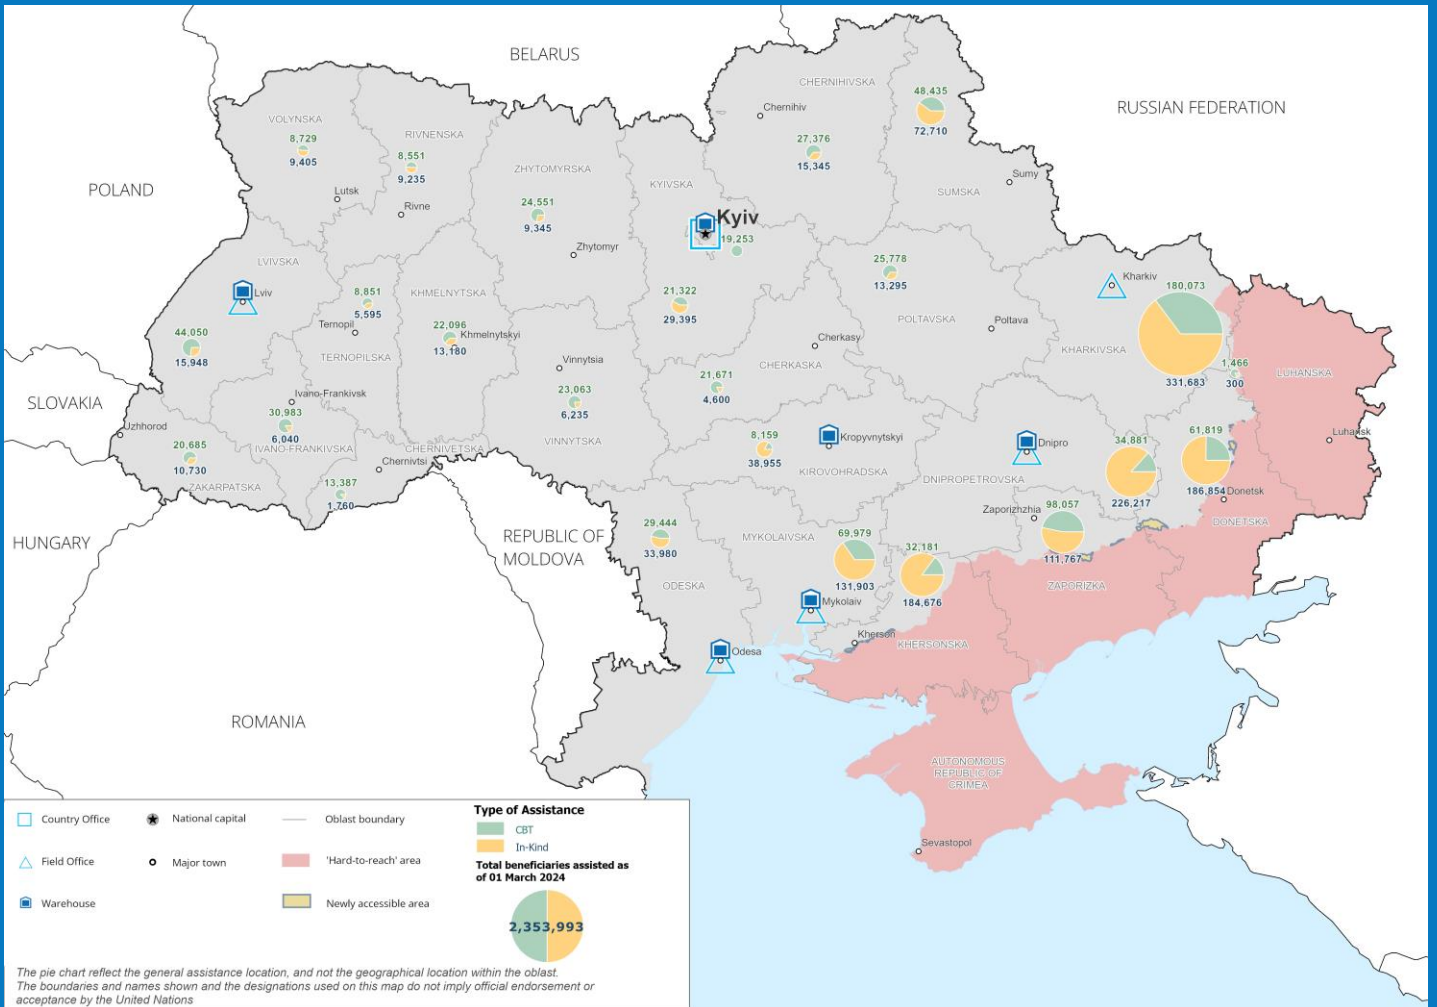 BELARUS
RUSSIAN FEDERATION
POLAND
SLOVAKIA
HUNGARY
ROMANIA
REPUBLIC OF
MOLDOVA
VOLYNSKA
8,729
9,405
Lutsk
RIVNENSKA
8,551
9,235
Rivne
ZHYTOMYRSKA
24,551
9,345
Zhytomyr
KYIVSKA
Kyiv
19,253
21,322
29,395
CHERNIHIVSKA
Chernihiv
27,376
15,345
48,435
72,710
SUMSKA
Sumy
LVIVSKA
Lviv
44,050
15,948
8,851
5,595
Ternopil
TERNOPILSKA
KHMELNYTSKA
22,096
Khmelnytskyi
13,180
Vinnytsia
23,063
6,235
VINNYTSKA
25,778
13,295
POLTAVSKA
Poltava
Cherkasy
CHERKASKA
21,671
4,600
Kharkiv
180,073
KHARKIVSKA
331,683
1,466
300
LUHANSKA
Luhansk
Uzhhorod
20,685
10,730
ZAKARPATSKA
Ivano-Frankivsk
30,983
6,040
IVANO-FRANKIVSKA
CHERNIVETSKA
Chernivtsi
13,387
1,760
8,159
38,955
Kropyvnytskyi
KIROVOHRADSKA
Dnipro
DNIPROPETROVSKA
34,881
226,217
61,819
186,854
Donetsk
DONETSKA
Zaporizhzhia
98,057
111,767
ZAPORIZKA
29,444
33,980
ODESKA
Odesa
MYKOLAIVSKA
69,979
131,903
Mykolaiv
32,181
184,676
Kherson
KHERSONSKA
AUTONOMOUS
REPUBLIC OF
CRIMEA
Sevastopol
Country Office
National capital
Oblast boundary
Field Office
Major town
'Hard-to-reach' area
Warehouse
Newly accessible area
Type of Assistance
CBT
In-Kind
Total beneficiaries assisted as
of 01 March 2024
2,353,993
The pie chart reflect the general assistance location, and not the geographical location within the oblast.
The boundaries and names shown and the designations used on this map do not imply official endorsement or
acceptance by the United Nations